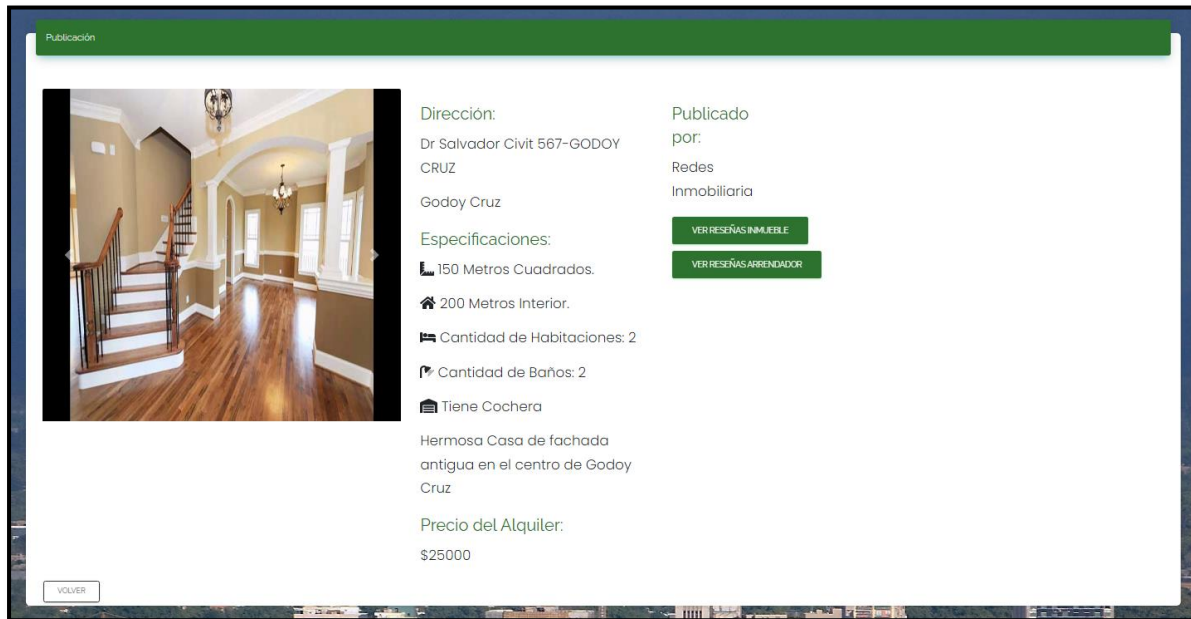 Publicación
Dirección:
Dr Salvador Civit 567-GODOY
CRUZ
Godoy Cruz
Especificaciones:
150 Metros Cuadrados.
200 Metros Interior.
Cantidad de Habitaciones: 2
Cantidad de Baños: 2
Tiene Cochera
Hermosa Casa de fachada
antigua en el centro de Godoy
Cruz
Precio del Alquiler:
$25000
Publicado
por:
Redes
Inmobiliaria
VER RESEÑAS INMUEBLE
VER RESEÑAS ARRENDADOR
VOLVER